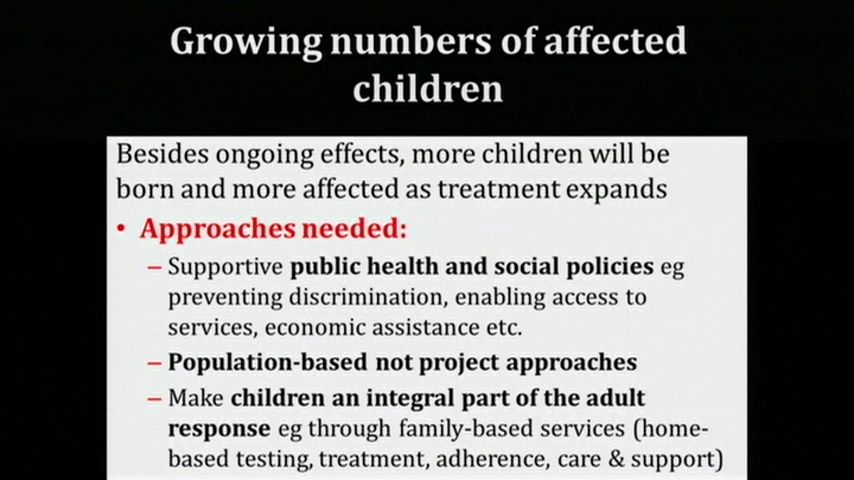 Growing numbers of affected
children
Besides ongoing effects, more children will be
born and more affected as treatment expands
• Approaches needed:
– Supportive public health and social policies eg
preventing discrimination, enabling access to
services, economic assistance etc.
– Population-based not project approaches
– Make children an integral part of the adult
response eg through family-based services (home-
based testing, treatment, adherence, care & support)